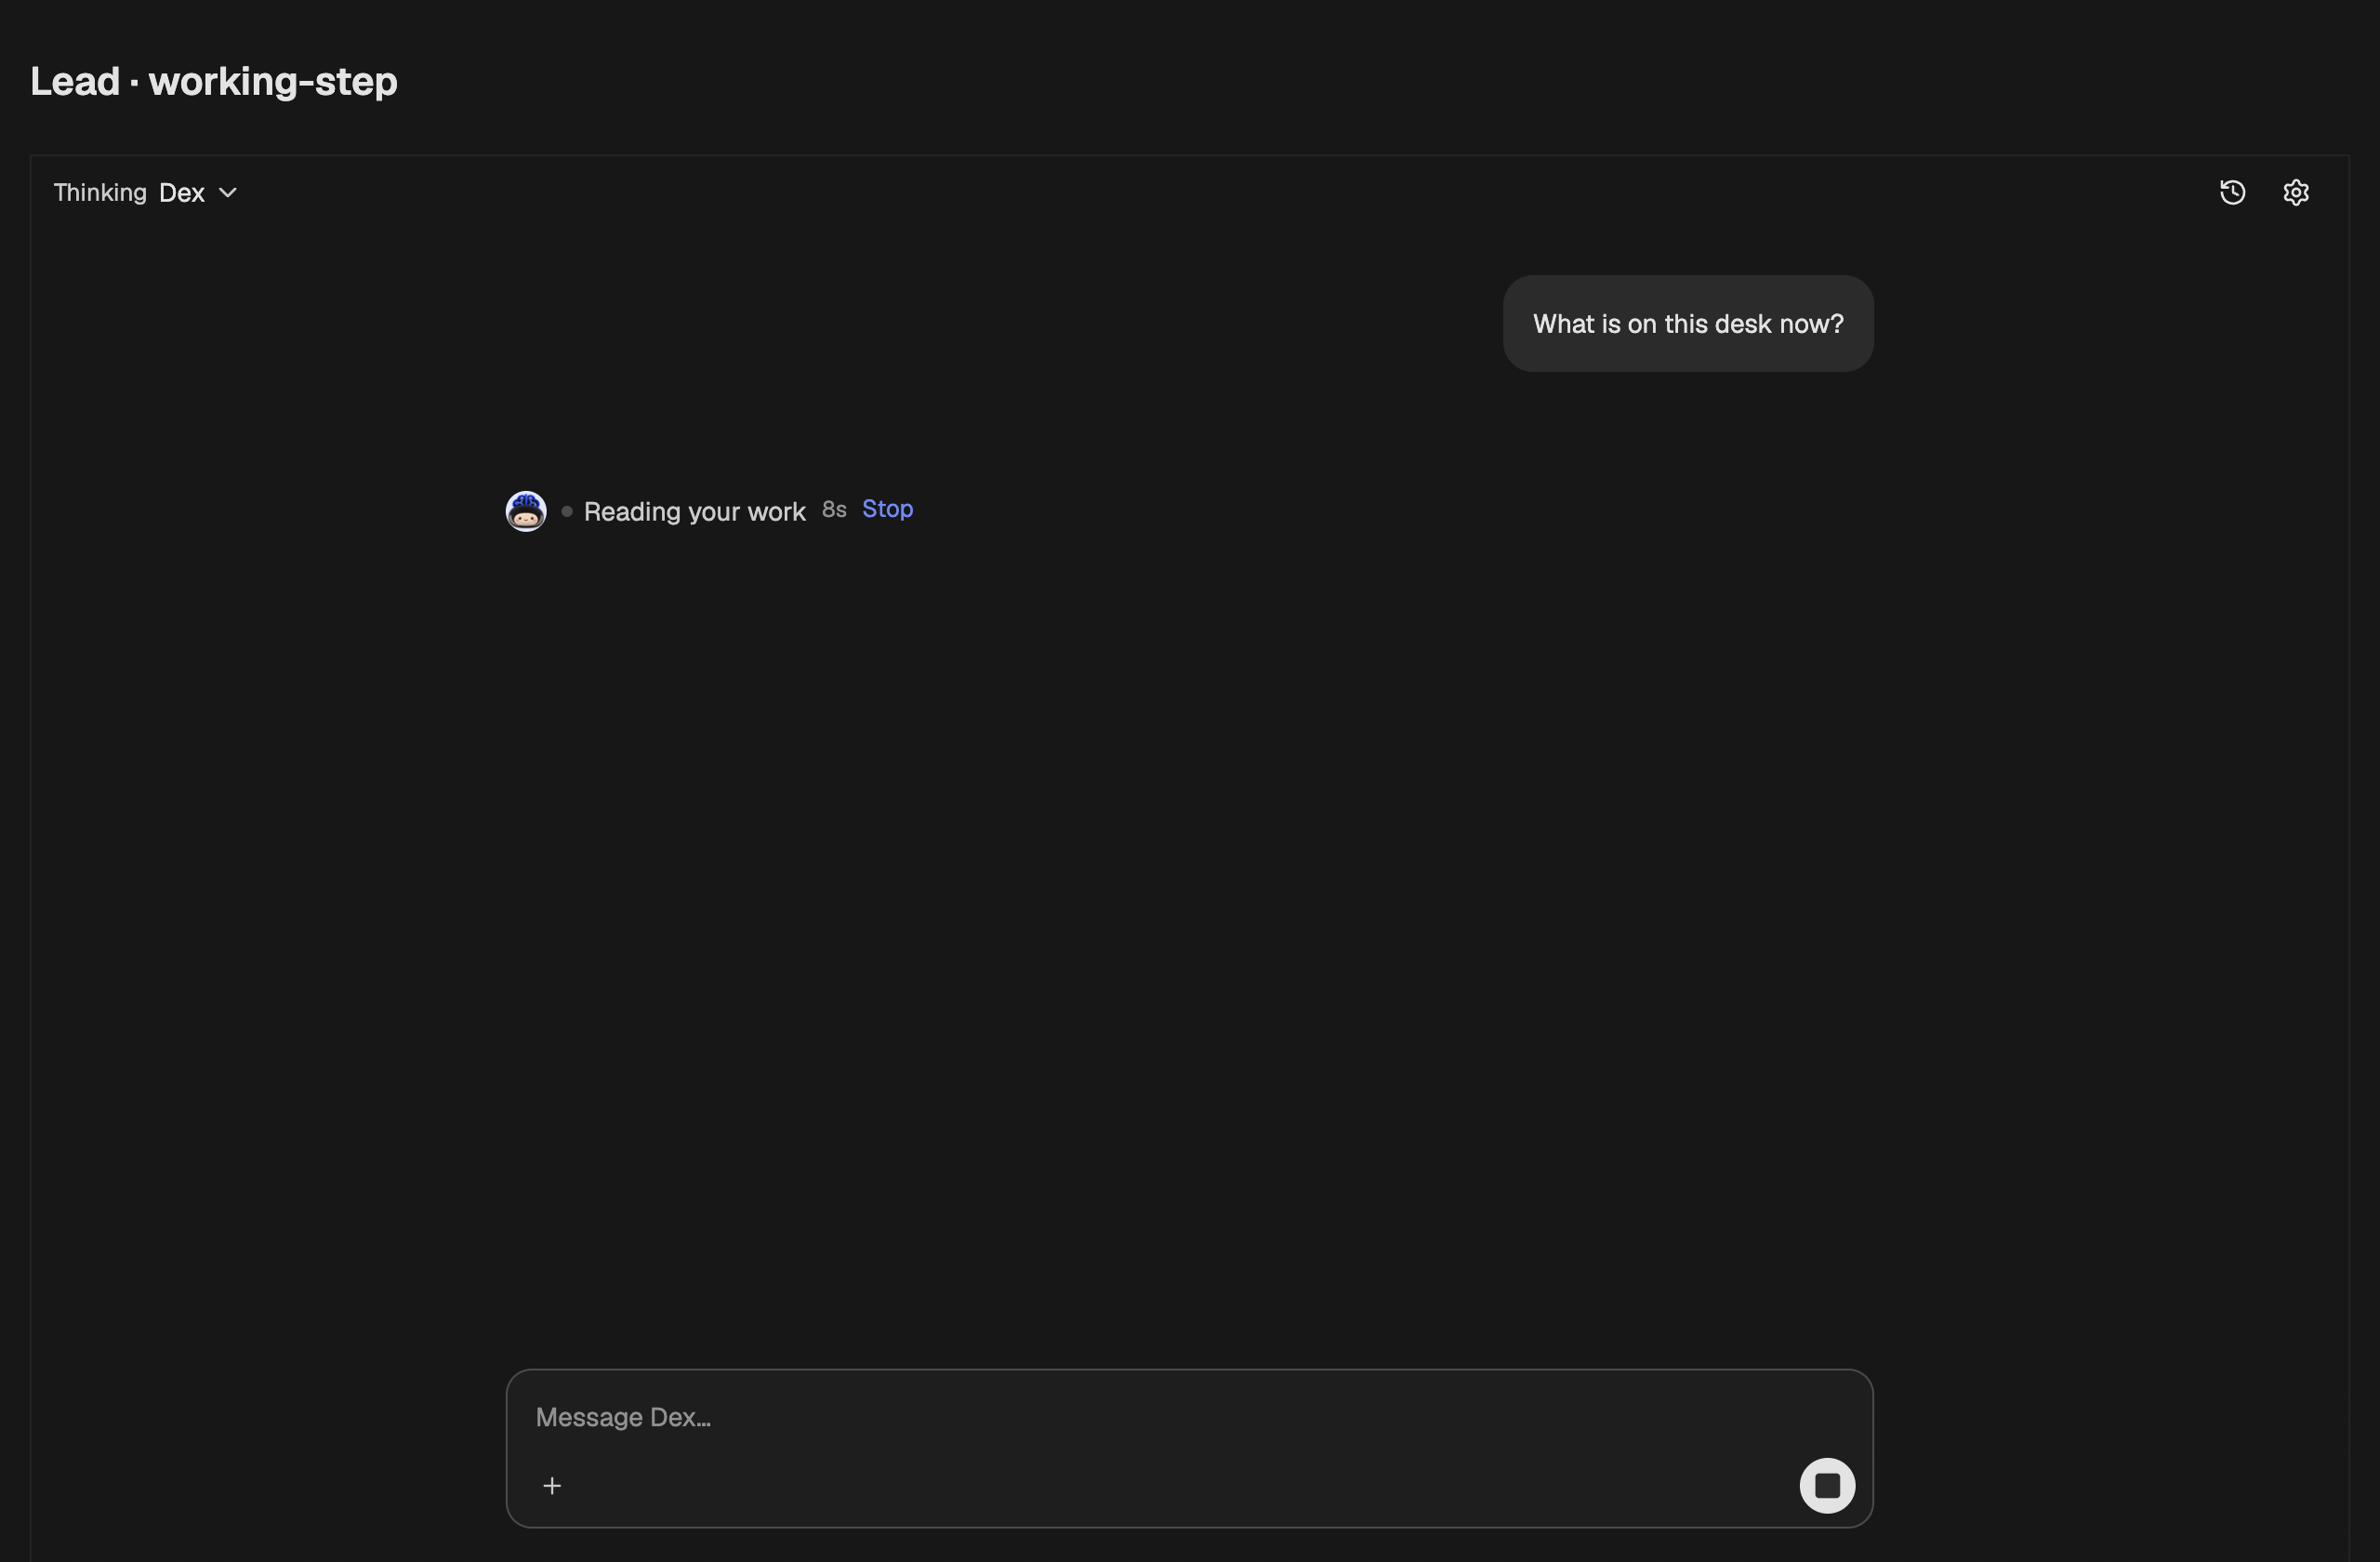 Lead · working-step
Thinking Dex
What is on this desk now?
Reading your work 8s Stop
Message Dex...